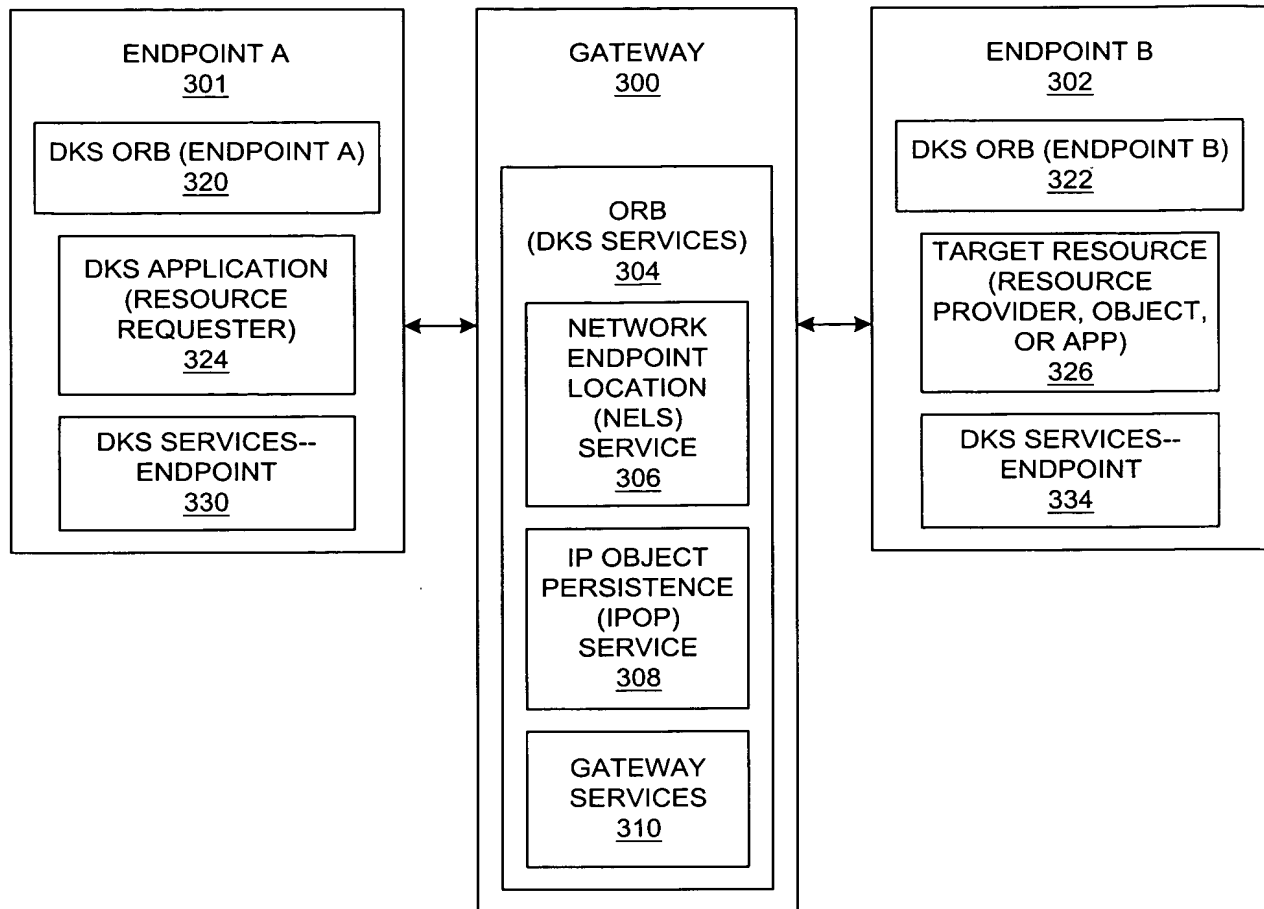 ENDPOINT A
301
DKS ORB (ENDPOINT A)
320
DKS APPLICATION
(RESOURCE
REQUESTER)
324
DKS SERVICES--
ENDPOINT
330
GATEWAY
300
ORB
(DKS SERVICES)
304
NETWORK
ENDPOINT
LOCATION
(NELS)
SERVICE
306
IP OBJECT
PERSISTENCE
(IPOP)
SERVICE
308
GATEWAY
SERVICES
310
ENDPOINT B
302
DKS ORB (ENDPOINT B)
322
TARGET RESOURCE
(RESOURCE
PROVIDER, OBJECT,
OR APP)
326
DKS SERVICES--
ENDPOINT
334